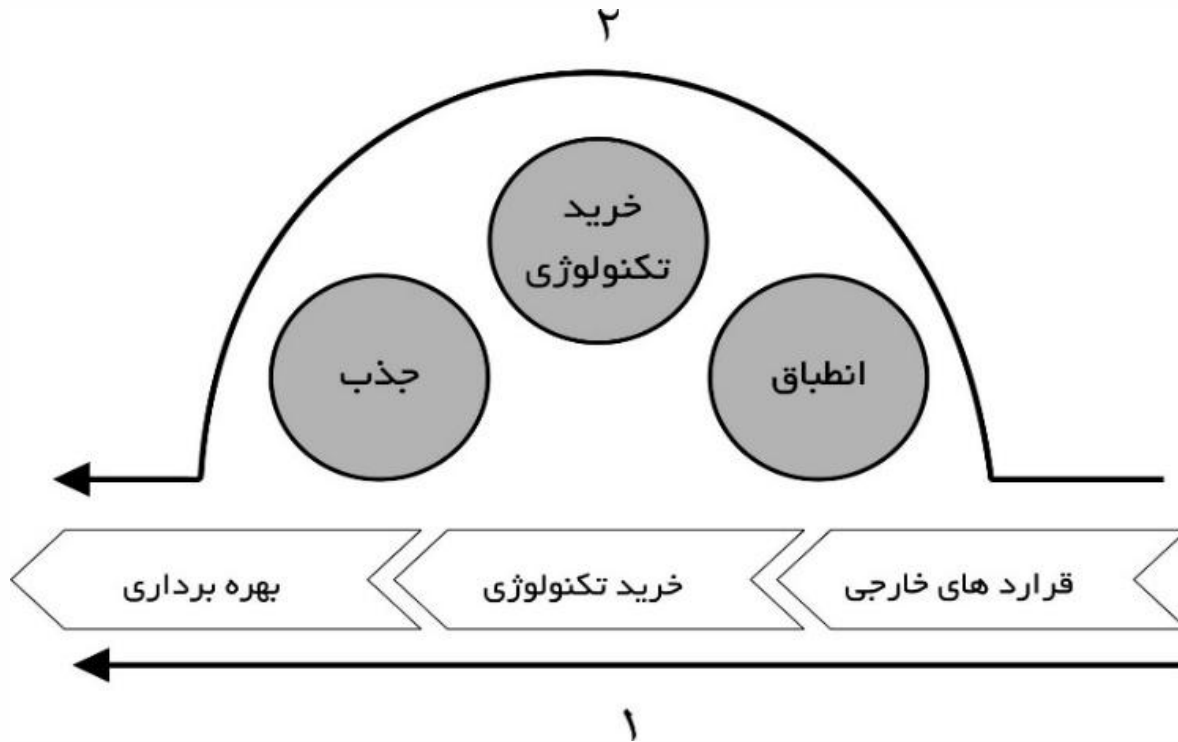 ۲
خرید
تکنولوژی
انطباق
جذب
قرارد های خارجی
خرید تکنولوژی
بهره برداری
۱